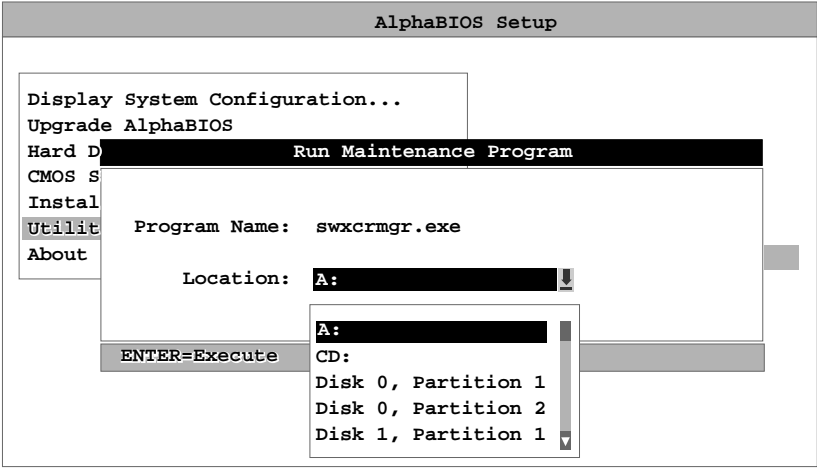 AlphaBIOS Setup
Display System Configuration...
Upgrade AlphaBIOS
Hard D
Run Maintenance Program
CMOS S
Instal
Utilit
Program Name: swxcrmgr.exe
About
Location: A:
A:
ENTER=Execute
CD:
Disk 0, Partition 1
Disk 0, Partition 2
Disk 1, Partition 1